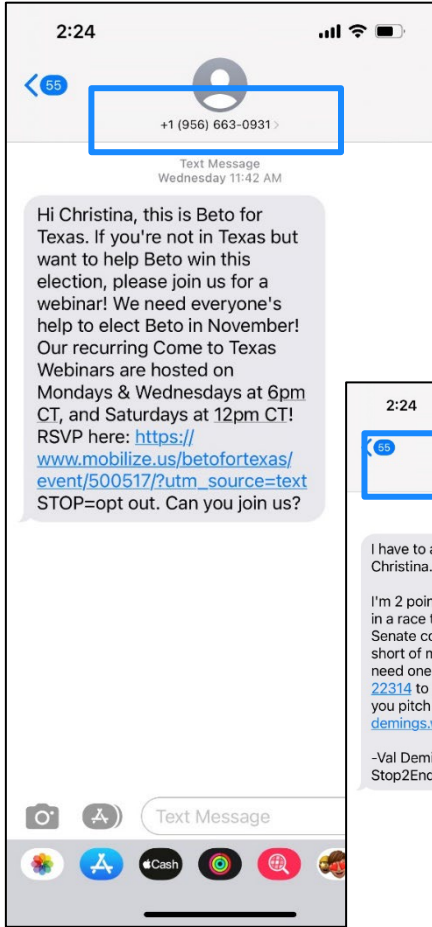 2:24
55
+1 (956) 663-0931 >
Text Message
Wednesday 11:42 AM
Hi Christina, this is Beto for
Texas. If you're not in Texas but
want to help Beto win this
election, please join us for a
webinar! We need everyone's
help to elect Beto in November!
Our recurring Come to Texas
Webinars are hosted on
Mondays & Wednesdays at 6pm
CT, and Saturdays at 12pm CT!
RSVP here: https://
www.mobilize.us/betofortexas/
event/500517/?utm_source=text
STOP=opt out. Can you join us?
Text Message
Cash
2:24
55
I have to
Christina.
I'm 2
in a race
Senate
short of
need one
22314 to
you pitch
-Val